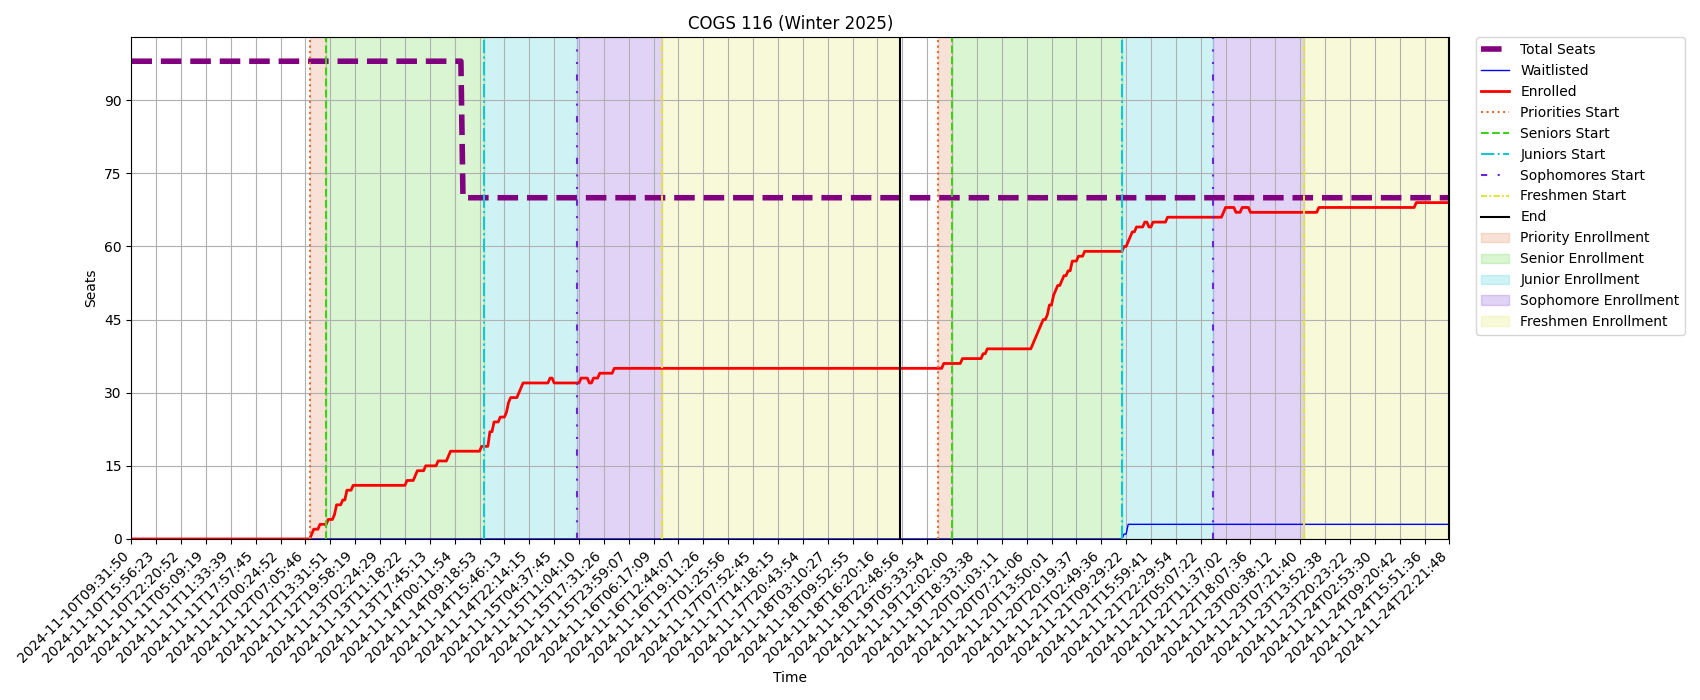 COGS 116 (Winter 2025)
Seats
90
75
60
45
30
15
0
2024-11-10T09:31:50
2024-11-10T15:56:23
2024-11-10T22:20:52
2024-11-11T05:09:19
2024-11-11T11:33:39
2024-11-11T17:57:45
2024-11-12T00:24:52
2024-11-12T07:05:46
2024-11-12T13:31:51
2024-11-12T19:58:19
2024-11-13T02:24:29
2024-11-13T11:18:22
2024-11-13T17:45:13
2024-11-14T00:11:54
2024-11-14T09:18:53
2024-11-14T15:46:13
2024-11-14T22:14:15
2024-11-15T04:37:45
2024-11-15T11:04:10
2024-11-15T17:31:26
2024-11-15T23:59:07
2024-11-16T06:17:09
2024-11-16T12:44:07
2024-11-16T19:11:26
2024-11-17T01:25:56
2024-11-17T07:52:45
2024-11-17T14:18:15
2024-11-17T20:43:54
2024-11-18T03:10:27
2024-11-18T09:52:55
2024-11-18T16:20:16
2024-11-18T22:48:56
2024-11-19T05:33:54
2024-11-19T12:02:00
2024-11-19T18:33:38
2024-11-20T01:03:11
2024-11-20T07:21:06
2024-11-20T13:50:01
2024-11-20T20:19:37
2024-11-21T02:49:36
2024-11-21T09:29:22
2024-11-21T15:59:41
2024-11-21T22:29:54
2024-11-22T05:07:22
2024-11-22T11:37:02
2024-11-22T18:07:36
2024-11-23T00:38:12
2024-11-23T07:21:40
2024-11-23T13:52:38
2024-11-23T20:23:22
2024-11-24T02:53:30
2024-11-24T09:20:42
2024-11-24T15:51:36
2024-11-24T22:21:48
Time
Total Seats
Waitlisted
Enrolled
Priorities Start
Seniors Start
Juniors Start
Sophomores Start
Freshmen Start
End
Priority Enrollment
Senior Enrollment
Junior Enrollment
Sophomore Enrollment
Freshmen Enrollment